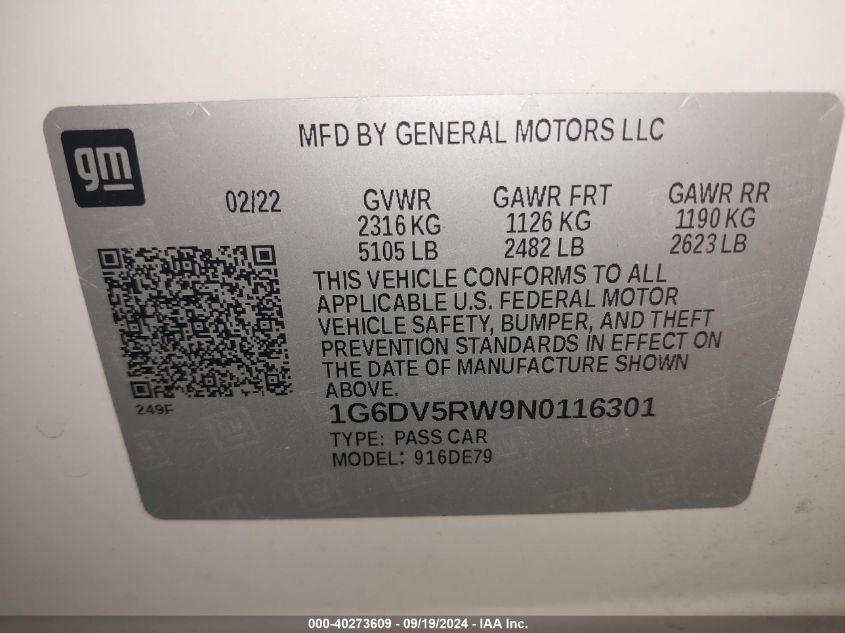 MFD BY GENERAL MOTORS LLC
gm
02/22 GVWR GAWR FRT GAWR RR
2316 KG 1126 KG 1190 KG
5105 LB 2482 LB 2623 LB
THIS VEHICLE CONFORMS TO ALL
APPLICABLE U.S. FEDERAL MOTOR
VEHICLE SAFETY, BUMPER, AND THEFT
PREVENTION STANDARDS IN EFFECT ON
THE DATE OF MANUFACTURE SHOWN
ABOVE.
249F
1G6DV5RW9N0116301
TYPE: PASS CAR
MODEL: 916DE79
000-40273609 - 09/19/2024 - IAAI Inc.